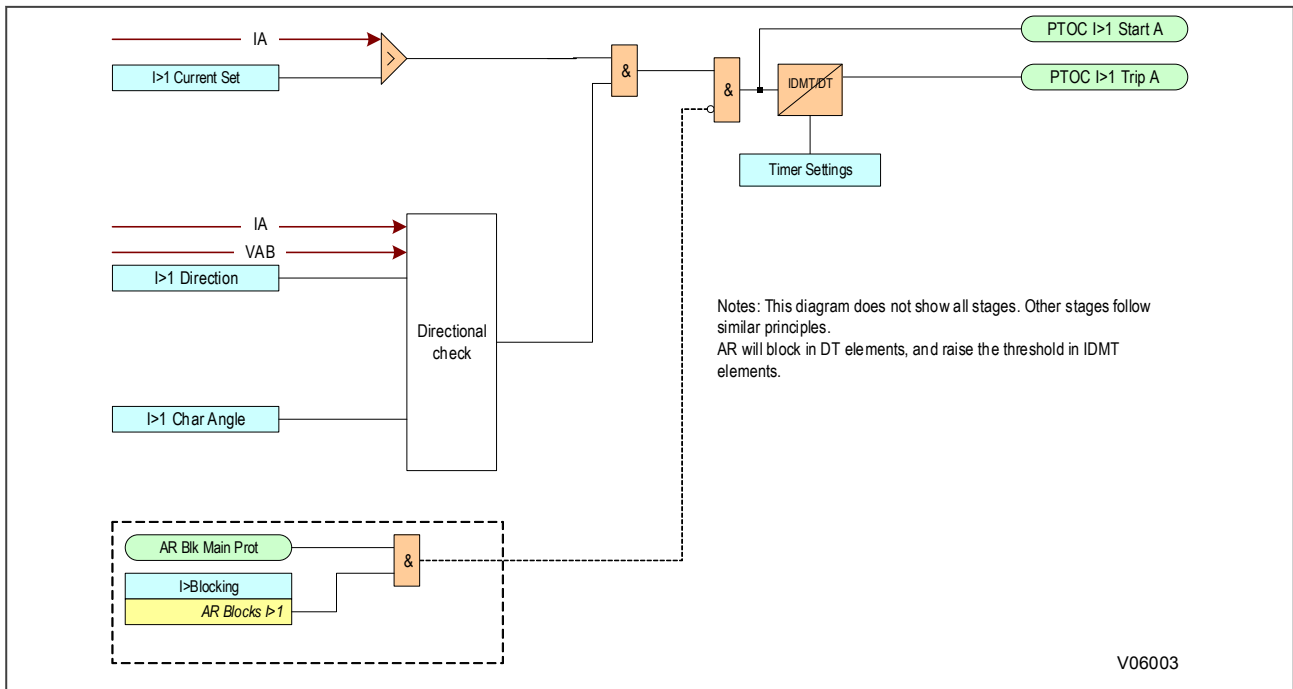 IA
I>1 Current Set
>
&
&
IDMT/DT
PTOC I>1 Start A
PTOC I>1 Trip A
Timer Settings
IA
VAB
I>1 Direction
Directional
check
I>1 Char Angle
Notes: This diagram does not show all stages. Other stages follow
similar principles.
AR will block in DT elements, and raise the threshold in IDMT
elements.
AR Blk Main Prot
I>Blocking
AR Blocks I>1
&
V06003